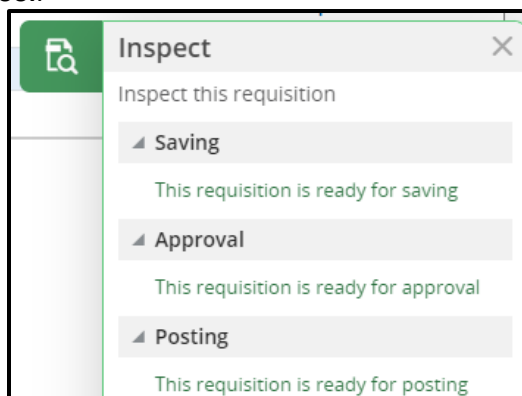 Inspect
Inspect this requisition
Saving
This requisition is ready for saving
Approval
This requisition is ready for approval
Posting
This requisition is ready for posting